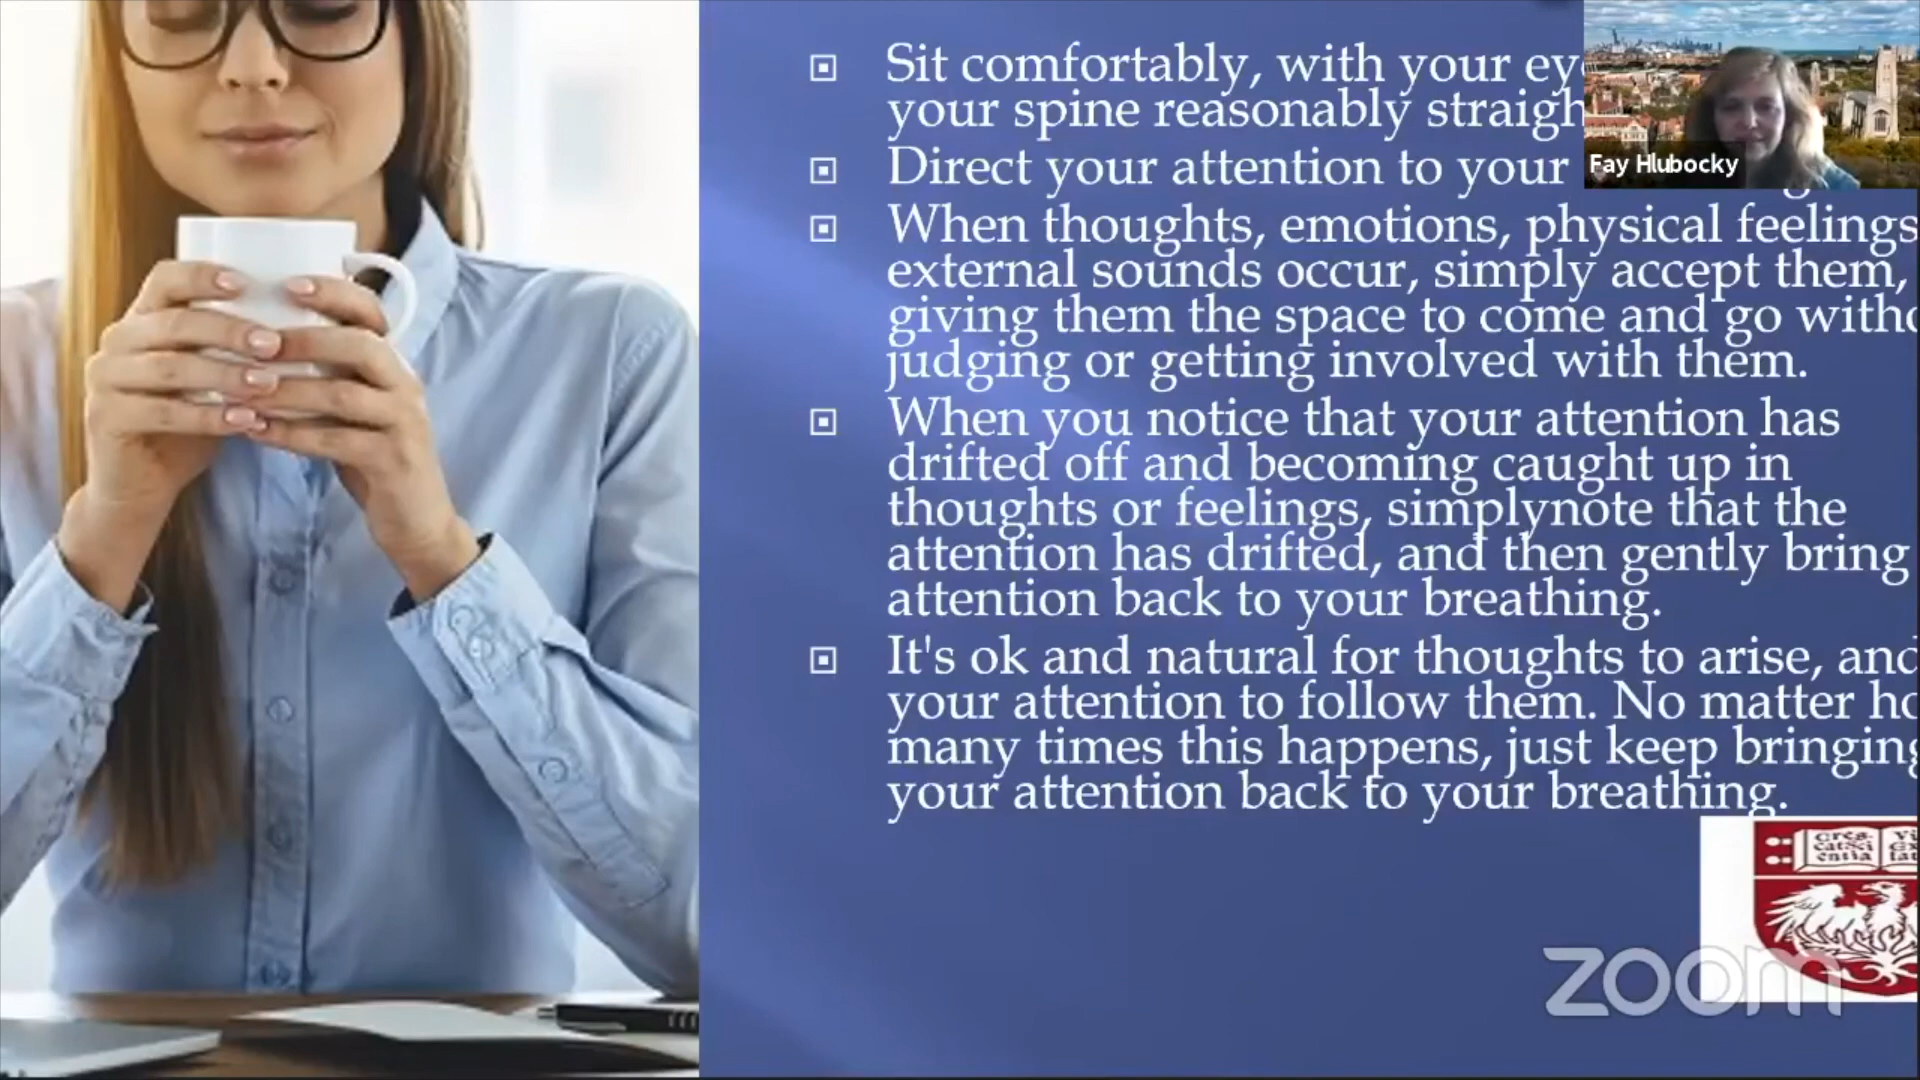 Sit comfortably, with your
your spine reasonably
Direct your attention to your
When thoughts, emotions, physical feelings
external sounds occur, simply accept them,
giving them the space to come and go
judging or getting involved with them.
When you notice that your attention has
drifted off and becoming caught up in
thoughts or feelings, simplynote that the
attention has drifted, and then gently bring
attention back to your breathing.
It's ok and natural for thoughts to arise, and
your attention to follow them. No matter
many times this happens, just keep bringing
your attention back to your breathing.
Fay Hlubocky
Cres
cat Sci
entia
zoom